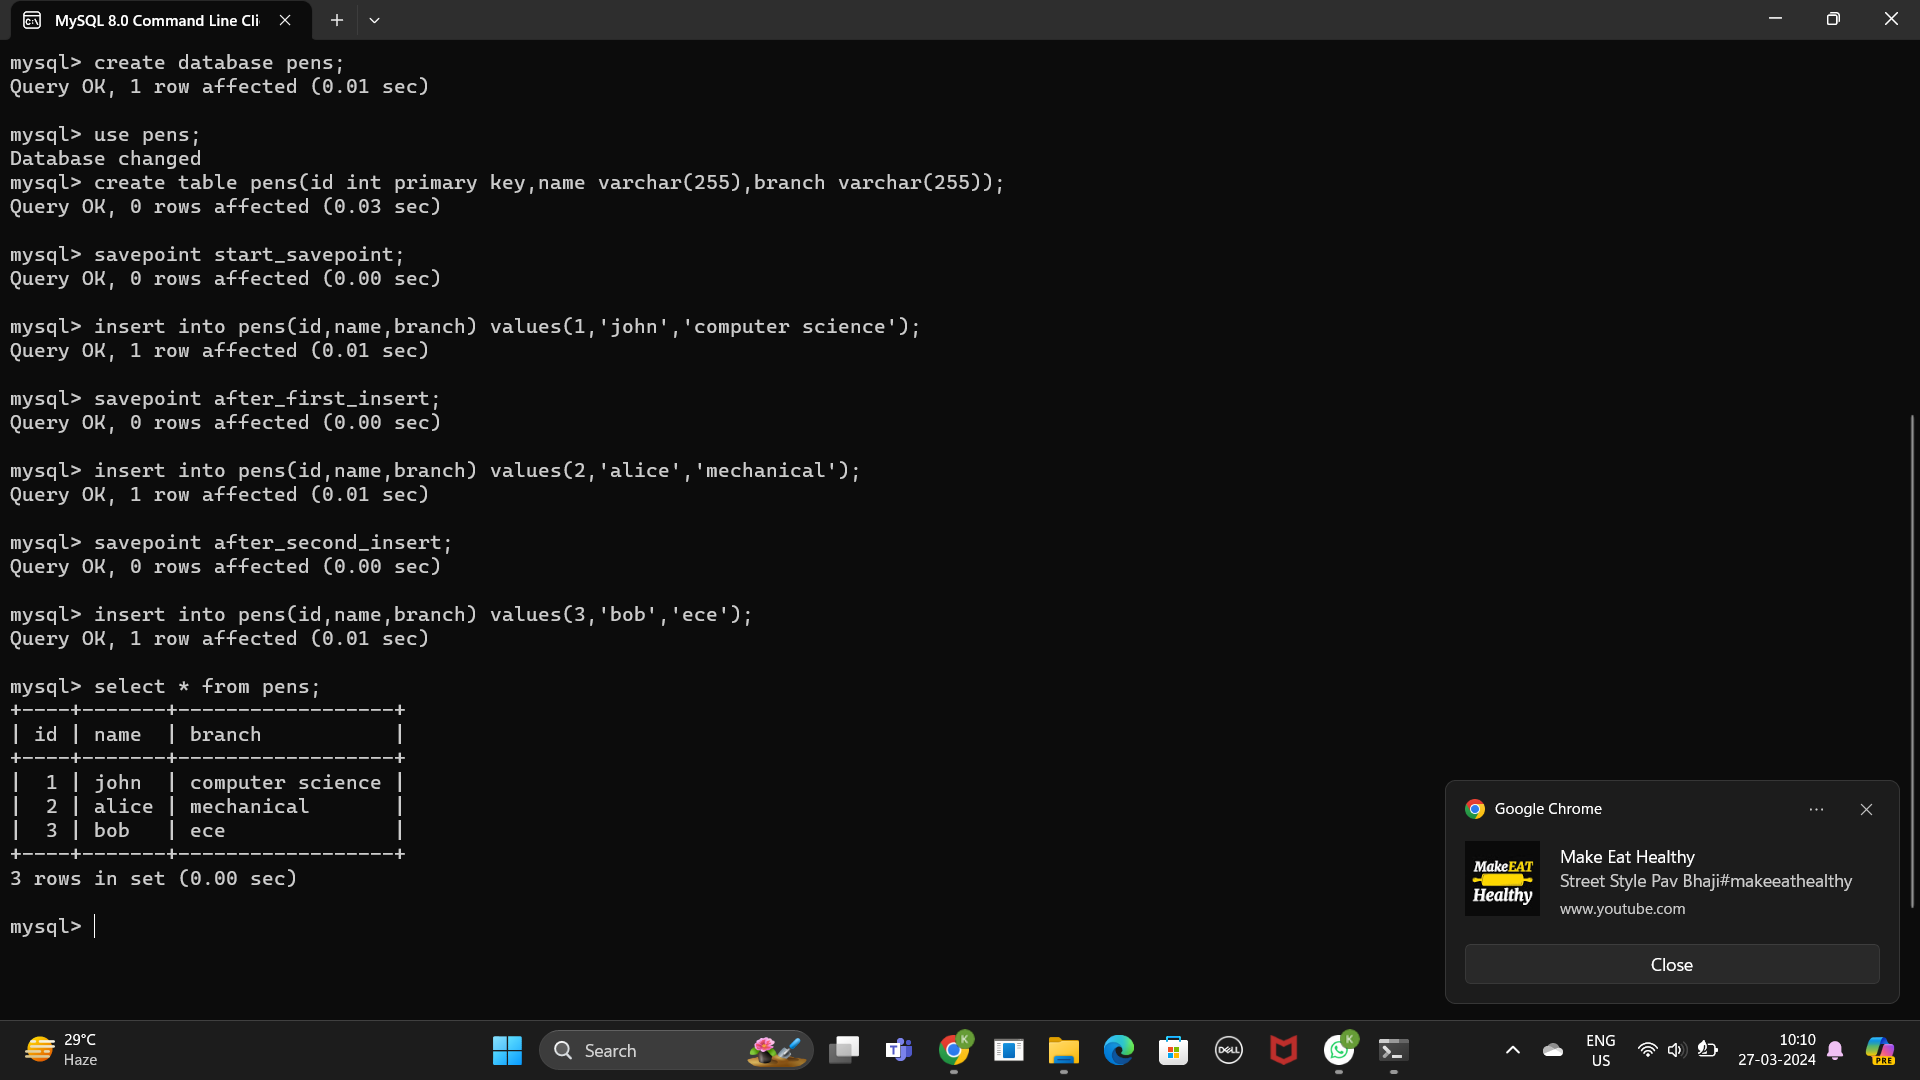 MySQL 8.0 Command Line Cli
mysql> create database pens;
Query OK, 1 row affected (0.01 sec)
mysql> use pens;
Database changed
mysql> create table pens(id int primary key,name varchar(255),branch varchar(255));
Query OK, 0 rows affected (0.03 sec)
mysql> savepoint start_savepoint;
Query OK, 0 rows affected (0.00 sec)
mysql> insert into pens(id,name,branch) values(1,'john','computer science');
Query OK, 1 row affected (0.01 sec)
mysql> savepoint after_first_insert;
Query OK, 0 rows affected (0.00 sec)
mysql> insert into pens(id,name,branch) values(2,'alice','mechanical');
Query OK, 1 row affected (0.01 sec)
mysql> savepoint after_second_insert;
Query OK, 0 rows affected (0.00 sec)
mysql> insert into pens(id,name,branch) values(3,'bob','ece');
Query OK, 1 row affected (0.01 sec)
mysql> select * from pens;
+----+-------+------------------+
| id | name  | branch           |
+----+-------+------------------+
|  1 | john  | computer science |
|  2 | alice | mechanical       |
|  3 | bob   | ece              |
+----+-------+------------------+
3 rows in set (0.00 sec)
mysql>
Google Chrome
MakeEAT
Healthy
Make Eat Healthy
Street Style Pav Bhaji#makeeathealthy
www.youtube.com
Close
29°C
Haze
Search
T
K
DELL
K
ENG
US
10:10
27-03-2024
PRE